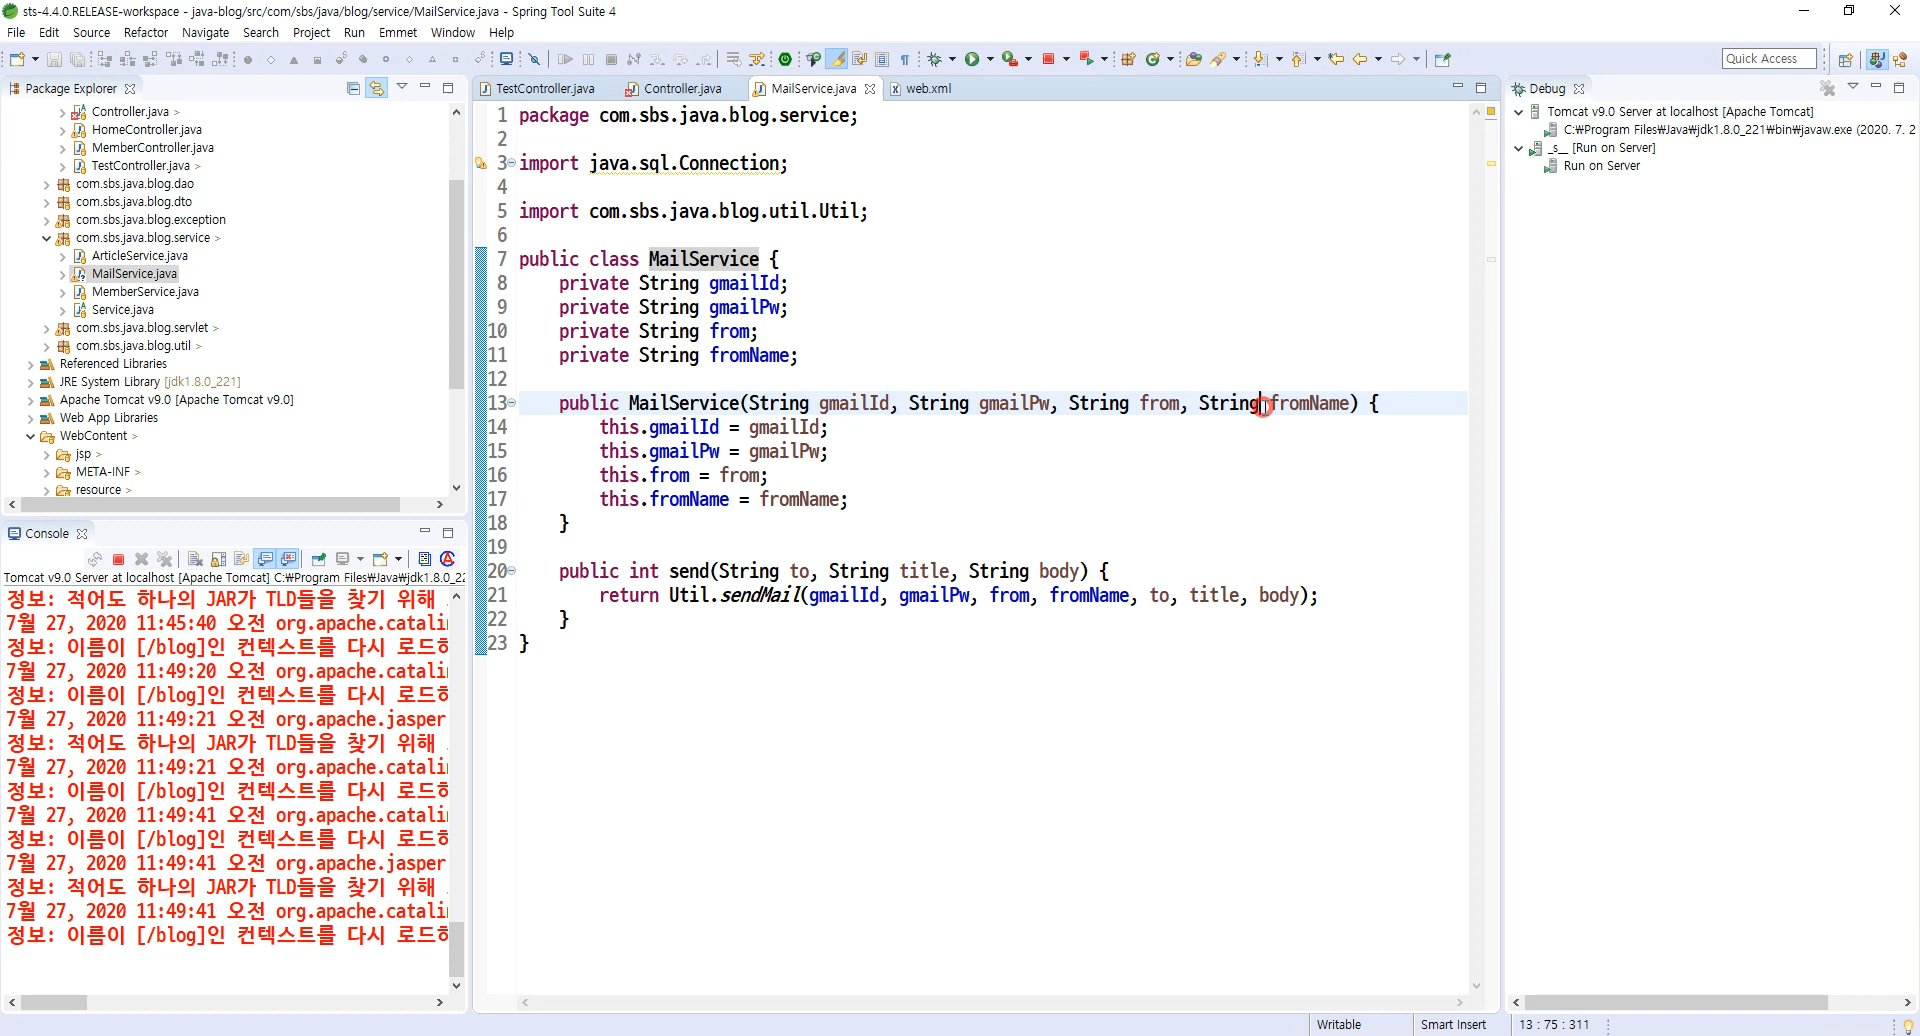 sts-4.4.0.RELEASE-workspace - java-blog/src/com/sbs/java/blog/service/MailService.java - Spring Tool Suite 4
File Edit Source Refactor Navigate Search Project Run Emmet Window Help
Quick Access
Package Explorer
Controller.java >
HomeController.java
MemberController.java
TestController.java >
com.sbs.java.blog.dao
com.sbs.java.blog.dto
com.sbs.java.blog.exception
com.sbs.java.blog.service >
ArticleService.java
MailService.java
MemberService.java
Service.java
com.sbs.java.blog.servlet >
com.sbs.java.blog.util >
Referenced Libraries
JRE System Library [jdk1.8.0_221]
Apache Tomcat v9.0 [Apache Tomcat v9.0]
Web App Libraries
WebContent >
jsp >
META-INF >
resource >
Console
Tomcat v9.0 Server at localhost [Apache Tomcat] C:₩Program Files₩Java₩jdk1.8.0_22
정보: 적어도 하나의 JAR가 TLD들을 찾기 위해
7월 27, 2020 11:45:40 오전 org.apache.catali
정보: 이름이 [/blog]인 컨텍스트를 다시 로드하
7월 27, 2020 11:49:20 오전 org.apache.catali
정보: 이름이 [/blog]인 컨텍스트를 다시 로드하
7월 27, 2020 11:49:21 오전 org.apache.jasper
정보: 적어도 하나의 JAR가 TLD들을 찾기 위해
7월 27, 2020 11:49:21 오전 org.apache.catali
정보: 이름이 [/blog]인 컨텍스트를 다시 로드하
7월 27, 2020 11:49:41 오전 org.apache.catali
정보: 이름이 [/blog]인 컨텍스트를 다시 로드하
7월 27, 2020 11:49:41 오전 org.apache.jasper
정보: 적어도 하나의 JAR가 TLD들을 찾기 위해
7월 27, 2020 11:49:41 오전 org.apache.catali
정보: 이름이 [/blog]인 컨텍스트를 다시 로드하
TestController.java Controller.java MailService.java web.xml
1 package com.sbs.java.blog.service;
2
3 import java.sql.Connection;
4
5 import com.sbs.java.blog.util.Util;
6
7 public class MailService {
8 private String gmailId;
9 private String gmailPw;
10 private String from;
11 private String fromName;
12
13 public MailService(String gmailId, String gmailPw, String from, String fromName) {
14 this.gmailId = gmailId;
15 this.gmailPw = gmailPw;
16 this.from = from;
17 this.fromName = fromName;
18 }
19
20 public int send(String to, String title, String body) {
21 return Util.sendMail(gmailId, gmailPw, from, fromName, to, title, body);
22 }
23 }
Debug
Tomcat v9.0 Server at localhost [Apache Tomcat]
C:₩Program Files₩Java₩jdk1.8.0_221₩bin₩javaw.exe (2020. 7. 2
_s_ [Run on Server]
Run on Server
Writable Smart Insert 13 : 75 : 311